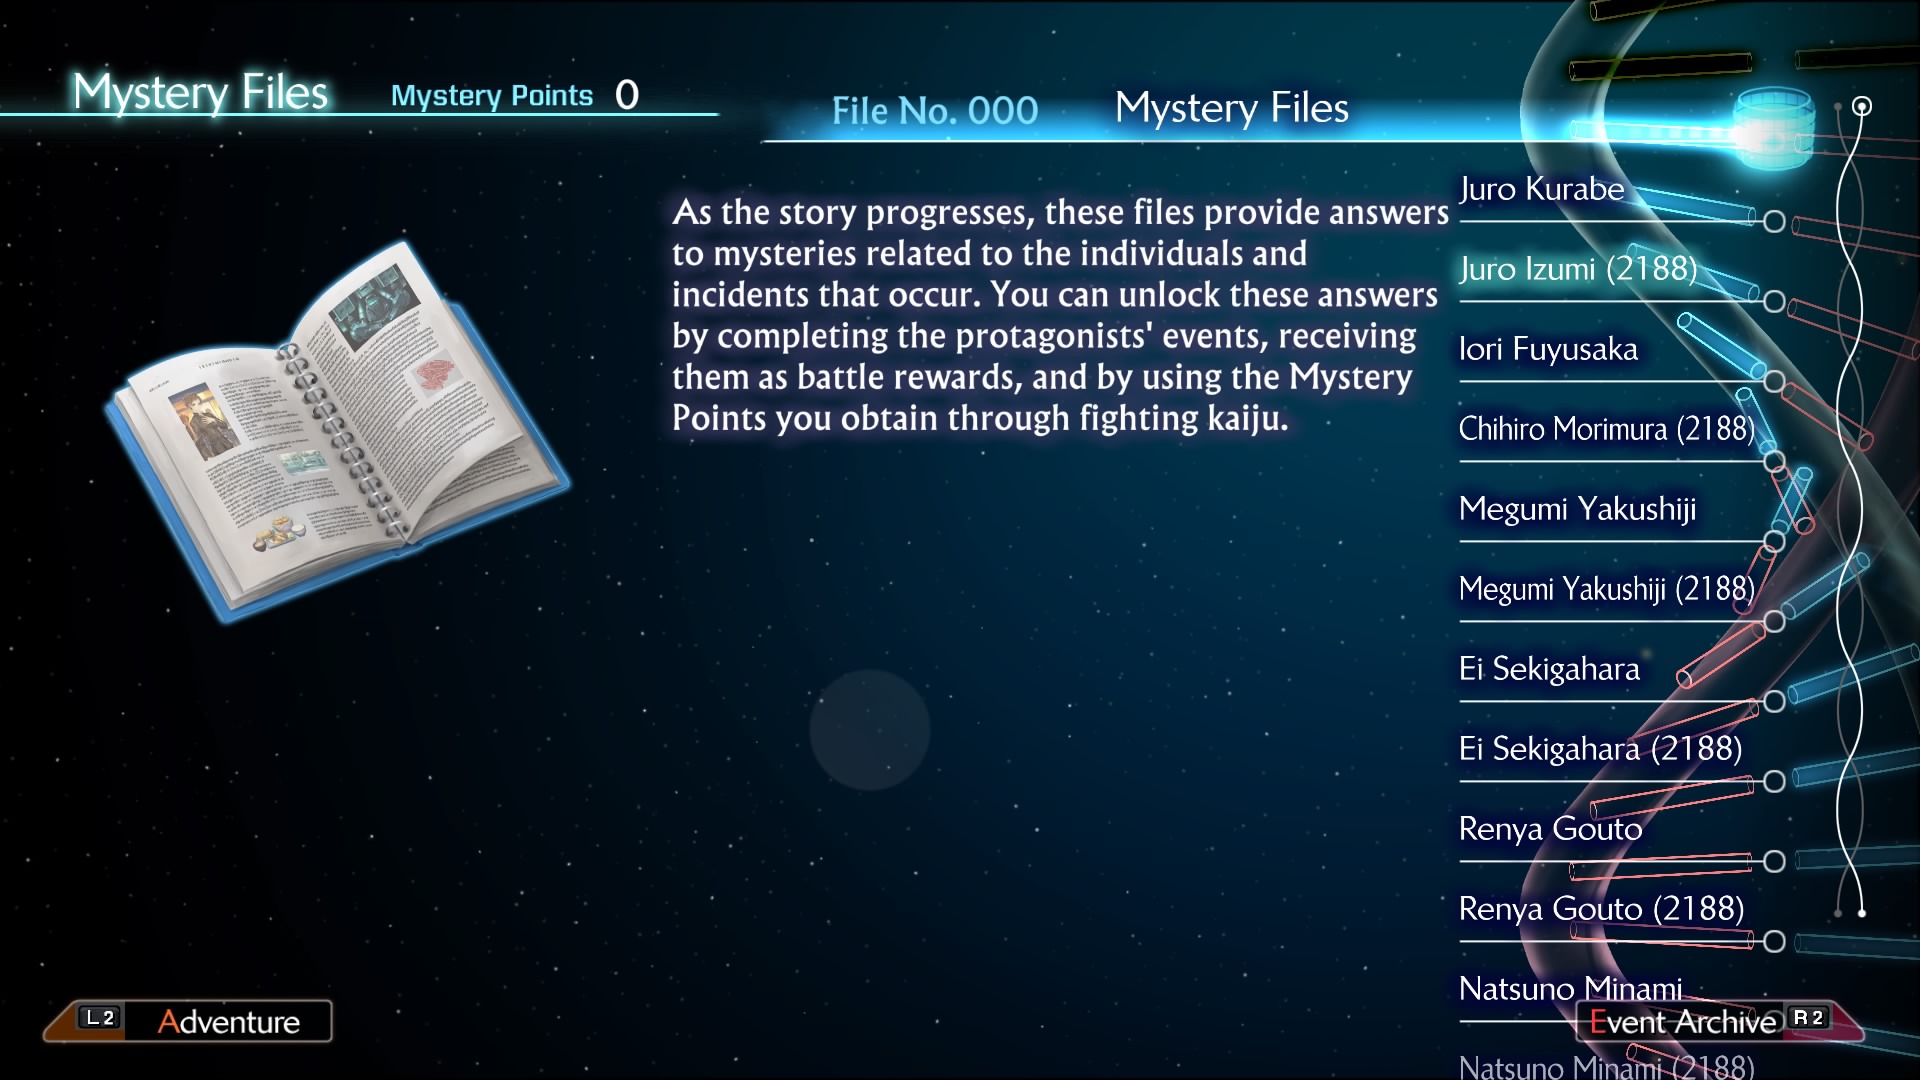 Mystery Files
Mystery Points 0
File No. 000 Mystery Files
As the story progresses, these files provide answers
to mysteries related to the individuals and
incidents that occur. You can unlock these answers
by completing the protagonists' events, receiving
them as battle rewards, and by using the Mystery
Points you obtain through fighting kaiju.
Juro Kurabe
Juro Izumi (2188)
Iori Fuyusaka
Chihiro Morimura (2188)
Megumi Yakushiji
Megumi Yakushiji (2188)
Ei Sekigahara
Ei Sekigahara (2188)
Renya Gouto
Renya Gouto (2188)
Natsuno Minami
Natsuno Minami (2188)
L2 Adventure
Event Archive R2